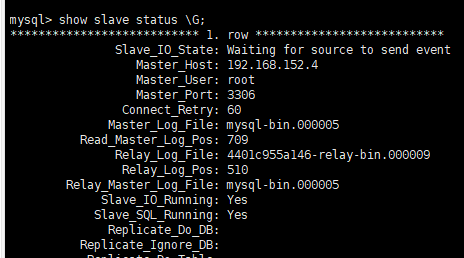 mysql> show slave status \G;
*************************** 1. row ***************************
Slave_IO_State: Waiting for source to send event
Master_Host: 192.168.152.4
Master_User: root
Master_Port: 3306
Connect_Retry: 60
Master_Log_File: mysql-bin.000005
Read_Master_Log_Pos: 709
Relay_Log_File: 4401c955a146-relay-bin.000009
Relay_Log_Pos: 510
Relay_Master_Log_File: mysql-bin.000005
Slave_IO_Running: Yes
Slave_SQL_Running: Yes
Replicate_Do_DB:
Replicate_Ignore_DB:
Replicate_Do_Table: